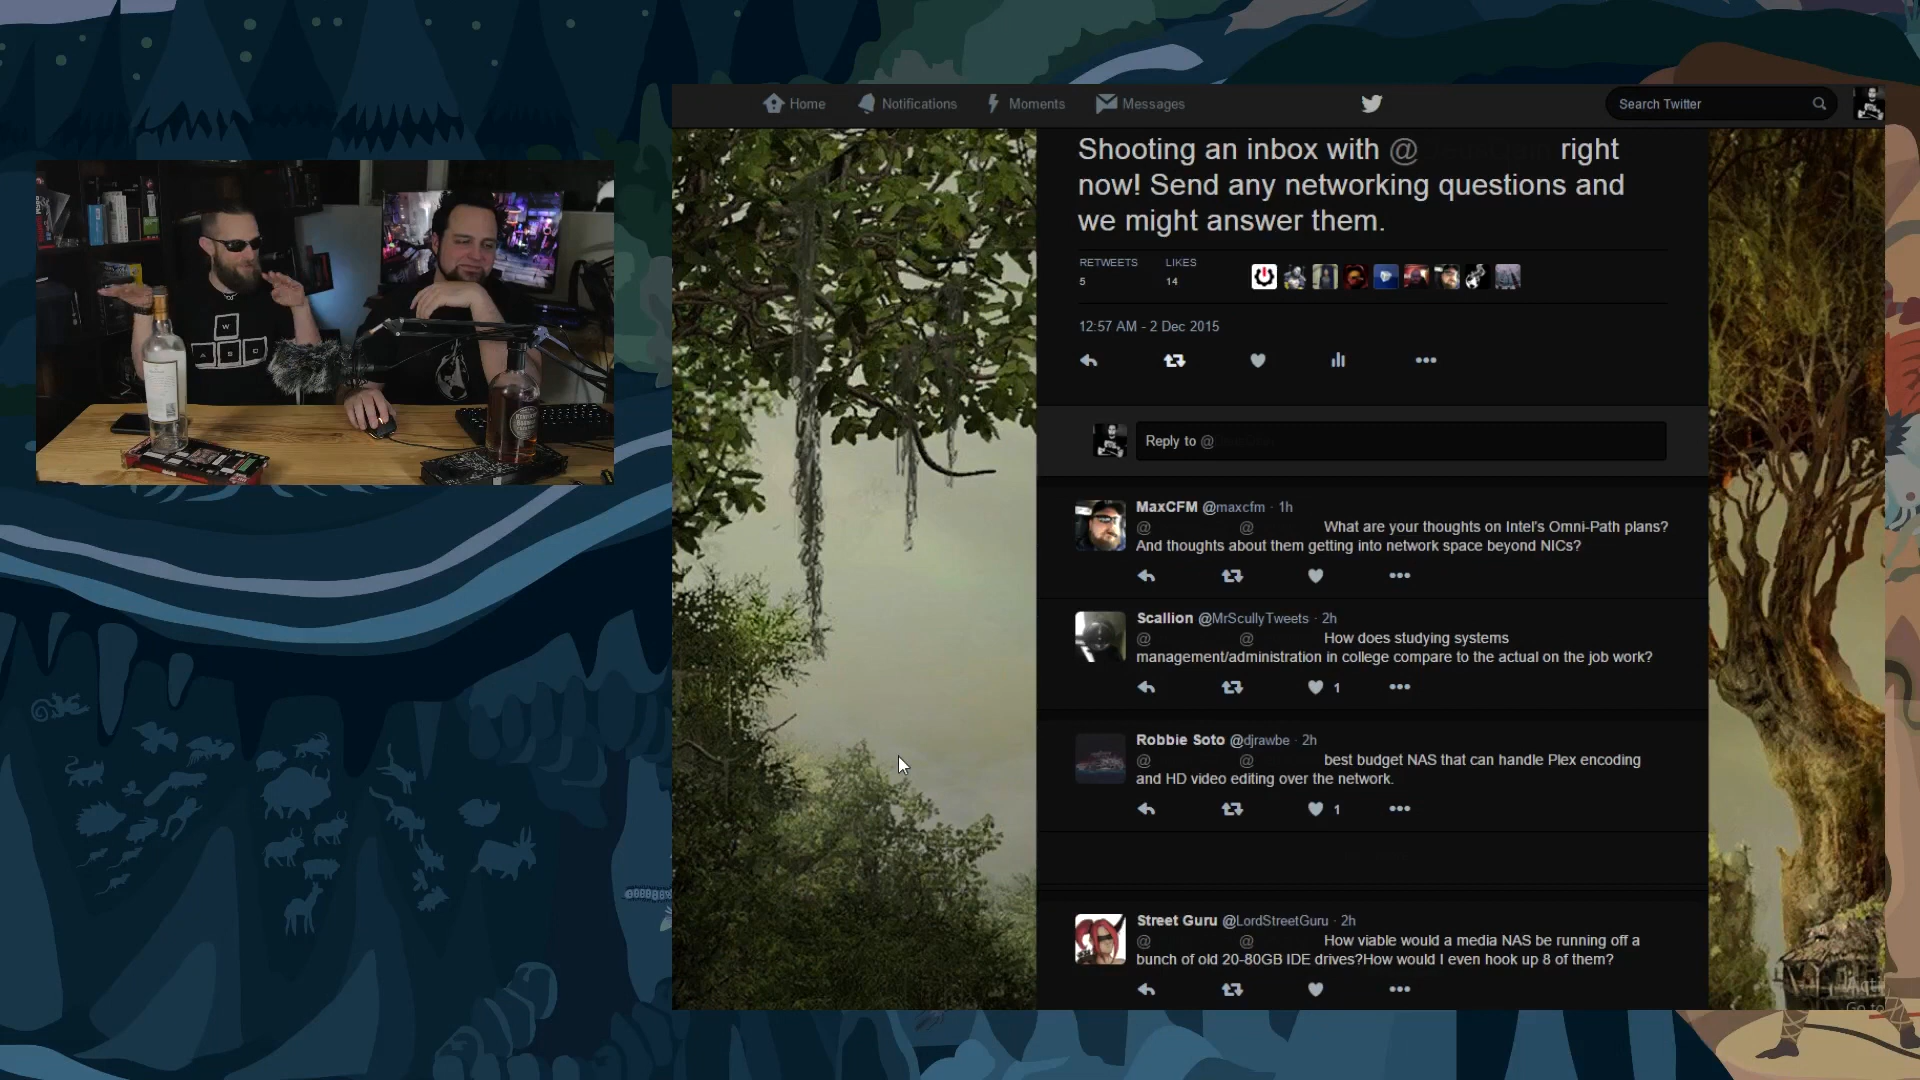 Home Notifications Moments Messages Search Twitter
Shooting an inbox with @ right
now! Send any networking questions and
we might answer them.
RETWEETS LIKES
5 14
12:57 AM - 2 Dec 2015
Reply to @
MaxCFM @maxcfm · 1h
@ @ What are your thoughts on Intel's Omni-Path plans?
And thoughts about them getting into network space beyond NICs?
Scallion @MrScullyTweets · 2h
@ @ How does studying systems
management/administration in college compare to the actual on the job work?
1
Robbie Soto @djrawbe · 2h
@ @ best budget NAS that can handle Plex encoding
and HD video editing over the network.
1
Street Guru @LordStreetGuru · 2h
@ @ How viable would a media NAS be running off a
bunch of old 20-80GB IDE drives?How would I even hook up 8 of them?
W
A S D